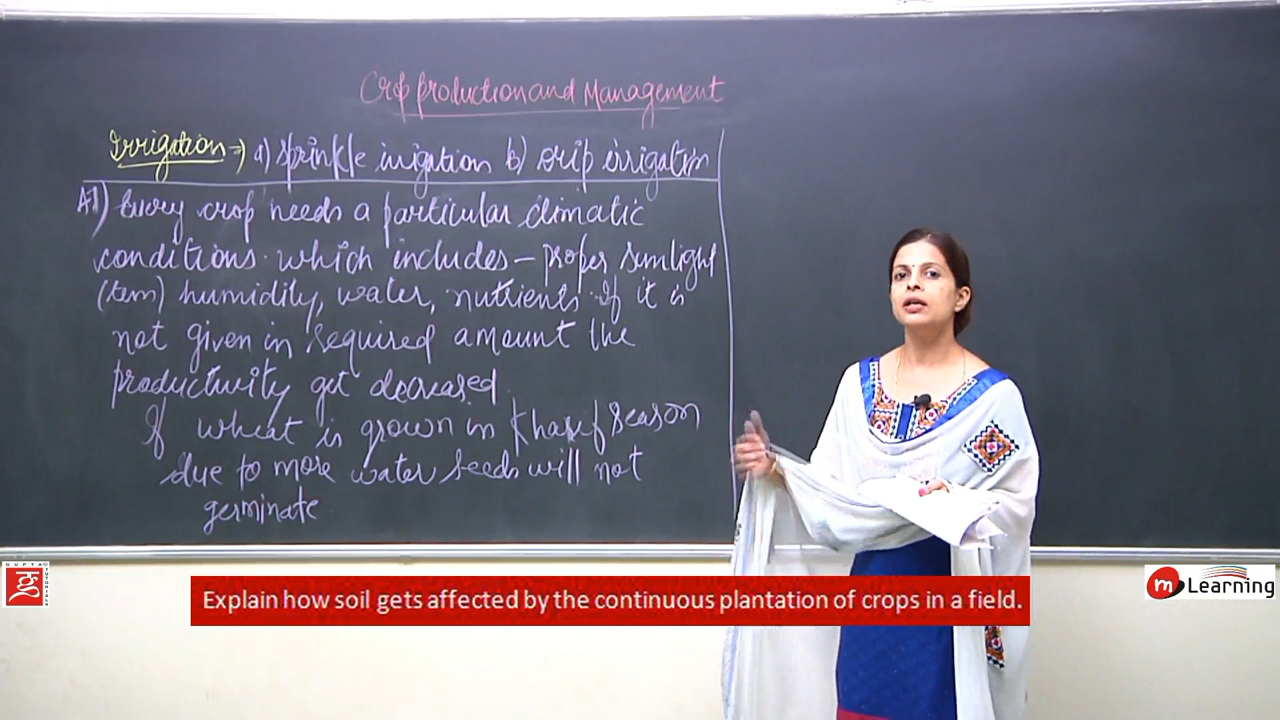 Crop production and Management
Irrigation → a) sprinkle irrigation b) drip irrigation
A1) Every crop needs a particular climatic
conditions which includes – proper sunlight
(tem) humidity, water, nutrients. If it is
not given in required amount the
productivity get decreased.
If wheat is grown in kharif season
due to more water seeds will not
germinate
GUPTA TUTORIALS
Explain how soil gets affected by the continuous plantation of crops in a field.
m Learning